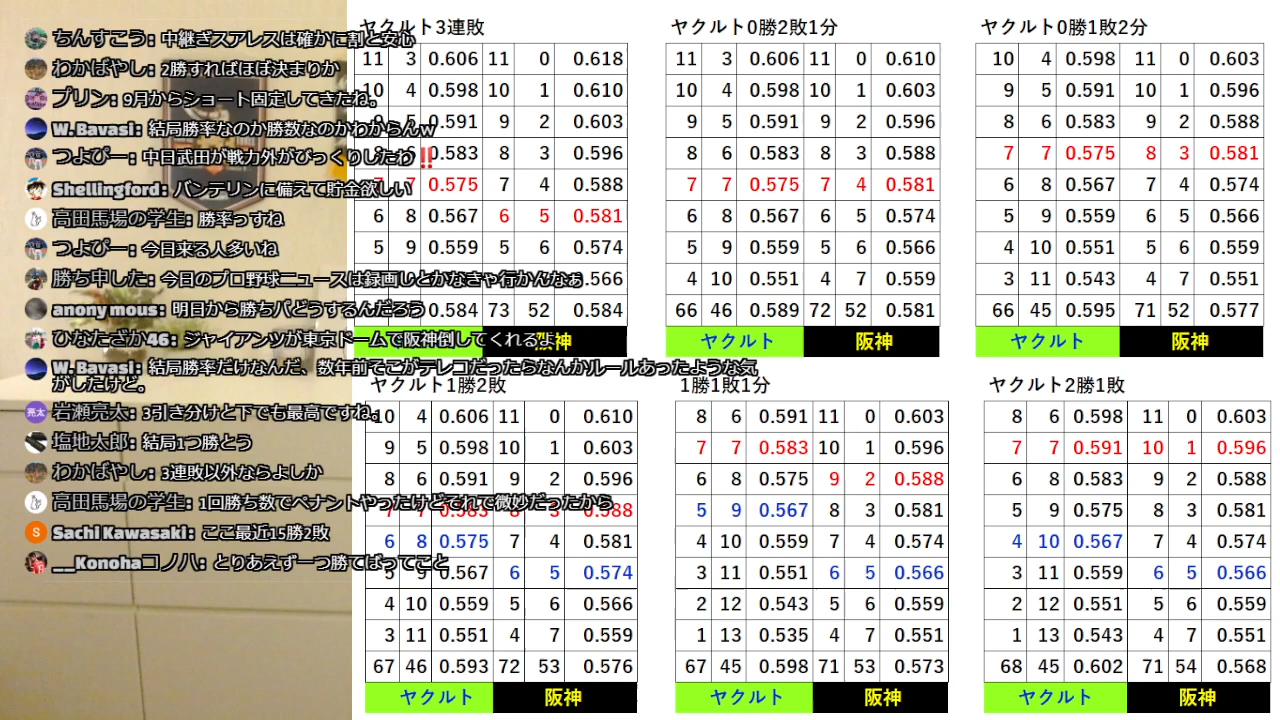 ちんすこう: 中継ぎスアレスは確かに割と安心
わかばやし: 2勝すればほぼ決まりか
プリン: 9月からショート固定してきたね。
W. Bavasi: 結局勝率なのか勝数なのかわからんw
つよぴー: 中日武田が戦力外がびっくりしたわ‼
Shellingford: バンテリンに備えて貯金欲しい
高田馬場の学生: 勝率っすね
つよぴー: 今日来る人多いね
勝ち申した: 今日のプロ野球ニュースは録画しとかなきゃ行かんなぁ
anony mous: 明日から勝ちパどうするんだろう
ひなたざか46: ジャイアンツが東京ドームで阪神倒してくれるよ
W. Bavasi: 結局勝率だけなんだ、数年前そこがテレコだったらなんかルールあったような気
がしたけど。
亮太 岩瀬亮太: 3引き分けと下でも最高ですね。
塩地太郎: 結局1つ勝とう
わかばやし: 3連敗以外ならよしか
高田馬場の学生: 1回勝ち数でペナントやったけどそれで微妙だったから
S Sachi Kawasaki: ここ最近15勝2敗
__Konohaコノハ: とりあえず一つ勝てばってこと
ヤクルト3連敗
11 3 0.606 11 0 0.618
10 4 0.598 10 1 0.610
5 0.591 9 2 0.603
6 0.583 8 3 0.596
7 7 0.575 7 4 0.588
6 8 0.567 6 5 0.581
5 9 0.559 5 6 0.574
0.566
0.584 73 52 0.584
阪神
ヤクルト0勝2敗1分
11 3 0.606 11 0 0.610
10 4 0.598 10 1 0.603
9 5 0.591 9 2 0.596
8 6 0.583 8 3 0.588
7 7 0.575 7 4 0.581
6 8 0.567 6 5 0.574
5 9 0.559 5 6 0.566
4 10 0.551 4 7 0.559
66 46 0.589 72 52 0.581
ヤクルト 阪神
ヤクルト0勝1敗2分
10 4 0.598 11 0 0.603
9 5 0.591 10 1 0.596
8 6 0.583 9 2 0.588
7 7 0.575 8 3 0.581
6 8 0.567 7 4 0.574
5 9 0.559 6 5 0.566
4 10 0.551 5 6 0.559
3 11 0.543 4 7 0.551
66 45 0.595 71 52 0.577
ヤクルト 阪神
ヤクルト1勝2敗
10 4 0.606 11 0 0.610
9 5 0.598 10 1 0.603
8 6 0.591 9 2 0.596
7 7 0.583 8 3 0.588
6 8 0.575 7 4 0.581
5 9 0.567 6 5 0.574
4 10 0.559 5 6 0.566
3 11 0.551 4 7 0.559
67 46 0.593 72 53 0.576
ヤクルト 阪神
1勝1敗1分
8 6 0.591 11 0 0.603
7 7 0.583 10 1 0.596
6 8 0.575 9 2 0.588
5 9 0.567 8 3 0.581
4 10 0.559 7 4 0.574
3 11 0.551 6 5 0.566
2 12 0.543 5 6 0.559
1 13 0.535 4 7 0.551
67 45 0.598 71 53 0.573
ヤクルト 阪神
ヤクルト2勝1敗
8 6 0.598 11 0 0.603
7 7 0.591 10 1 0.596
6 8 0.583 9 2 0.588
5 9 0.575 8 3 0.581
4 10 0.567 7 4 0.574
3 11 0.559 6 5 0.566
2 12 0.551 5 6 0.559
1 13 0.543 4 7 0.551
68 45 0.602 71 54 0.568
ヤクルト 阪神